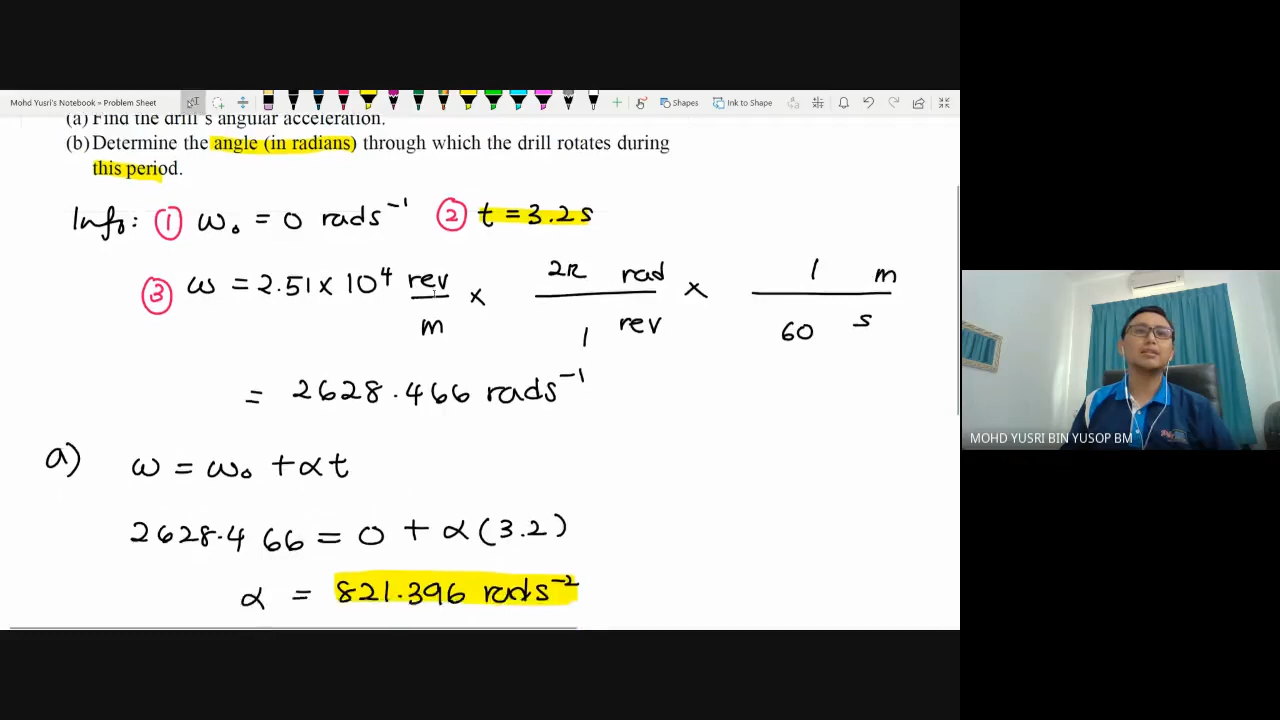 Mohd Yusri's Notebook » Problem Sheet
Shapes
Ink to Shape
(a) Find the drill's angular acceleration.
(b) Determine the angle (in radians) through which the drill rotates during
this period.
Info: ① ω₀ = 0 rads⁻¹ ② t = 3.2s
③ ω = 2.51 x 10⁴ rev/m x 2π rad/1 rev x 1 m/60 s
= 2628.466 rads⁻¹
a) ω = ω₀ + αt
2628.466 = 0 + α(3.2)
α = 821.396 rads⁻²
MOHD YUSRI BIN YUSOP BM